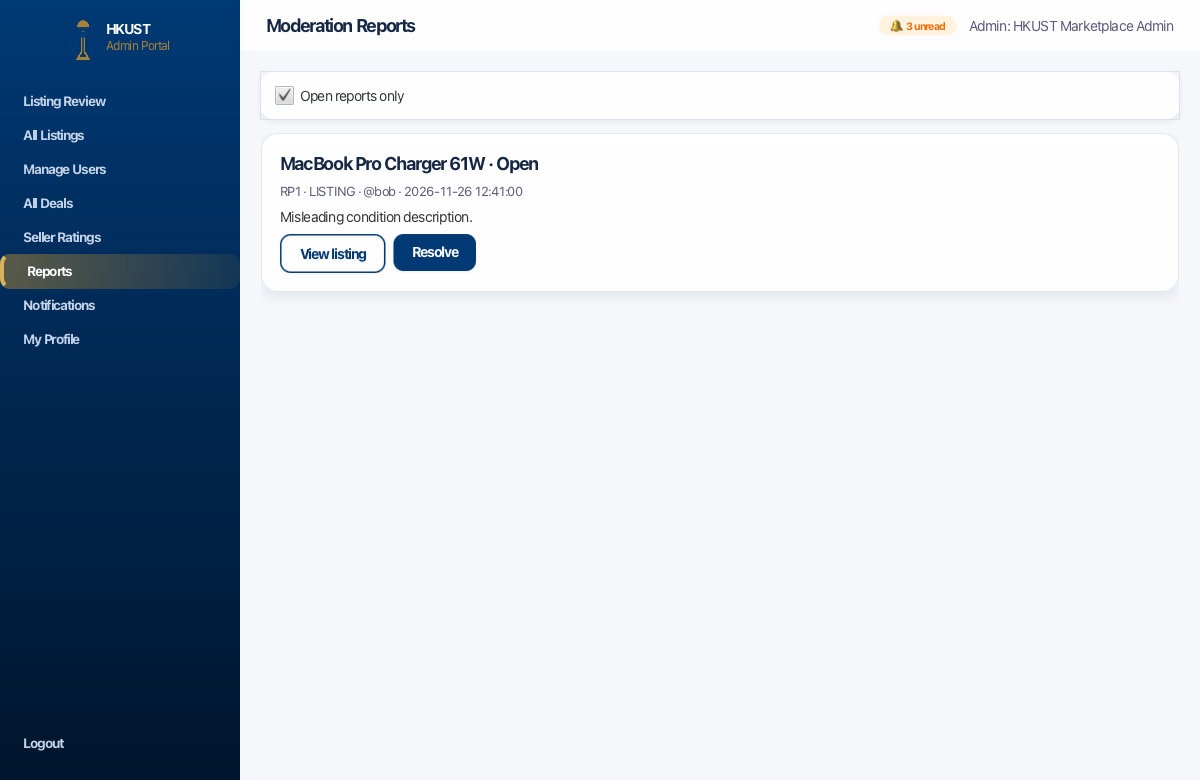 HKUST
Admin Portal
Listing Review
All Listings
Manage Users
All Deals
Seller Ratings
Reports
Notifications
My Profile
Logout
Moderation Reports
3 unread
Admin: HKUST Marketplace Admin
Open reports only
MacBook Pro Charger 61W · Open
RP1 · LISTING · @bob · 2026-11-26 12:41:00
Misleading condition description.
View listing
Resolve